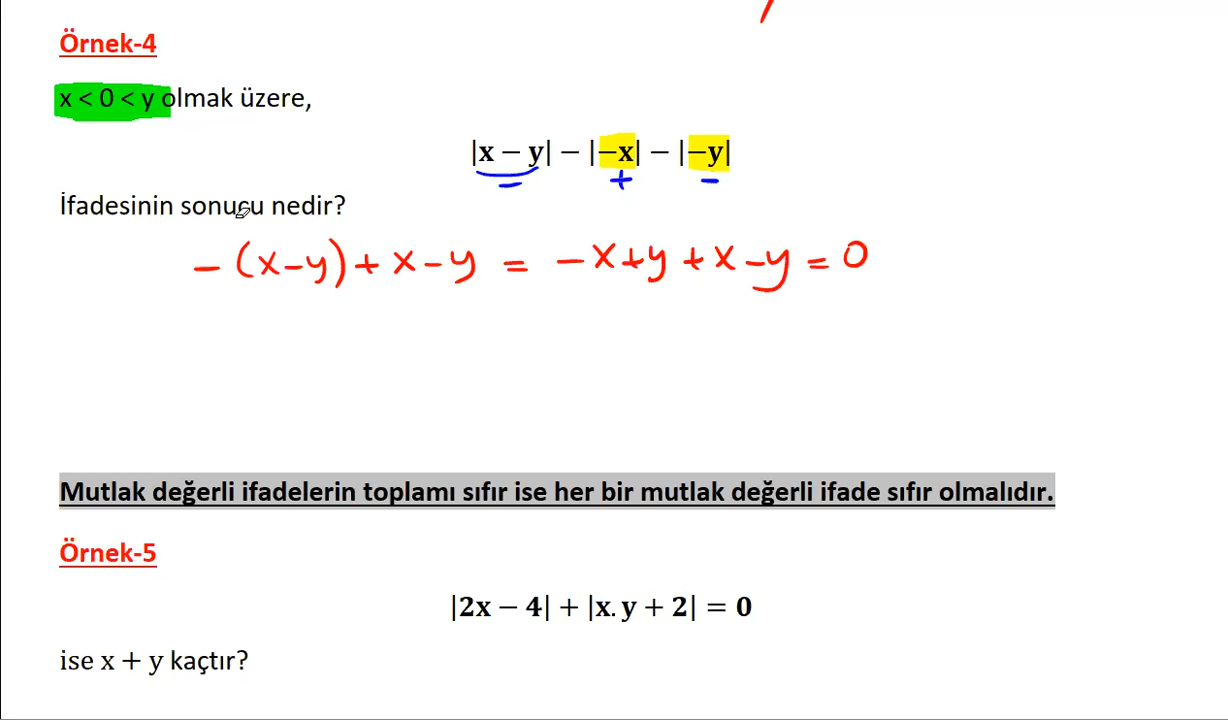 Örnek-4
x < 0 < y olmak üzere,
|x − y| − |−x| − |−y|
− + −
İfadesinin sonucu nedir?
− (x−y) + x − y = −x+y + x −y = 0
Mutlak değerli ifadelerin toplamı sıfır ise her bir mutlak değerli ifade sıfır olmalıdır.
Örnek-5
|2x − 4| + |x. y + 2| = 0
ise x + y kaçtır?